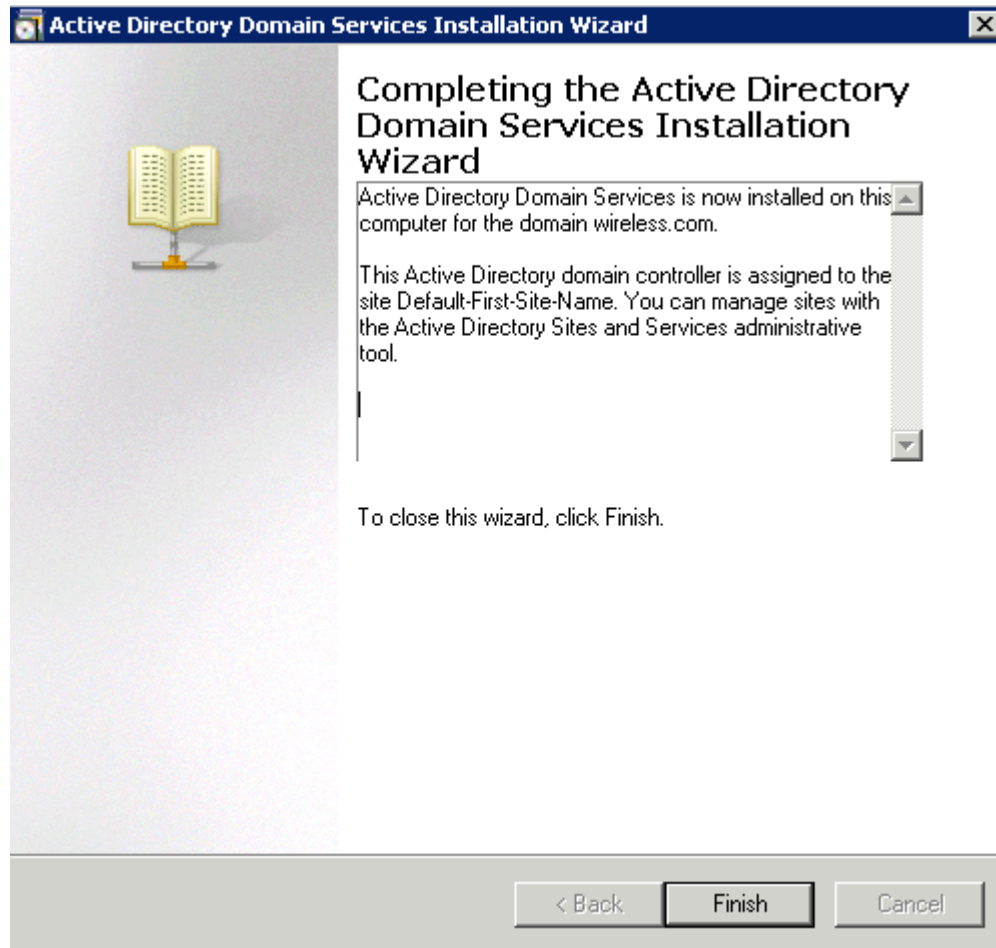 Active Directory Domain Services Installation Wizard
Completing the Active Directory
Domain Services Installation
Wizard
Active Directory Domain Services is now installed on this
computer for the domain wireless.com.
This Active Directory domain controller is assigned to the
site Default-First-Site-Name. You can manage sites with
the Active Directory Sites and Services administrative
tool.
To close this wizard, click Finish.
< Back Finish Cancel